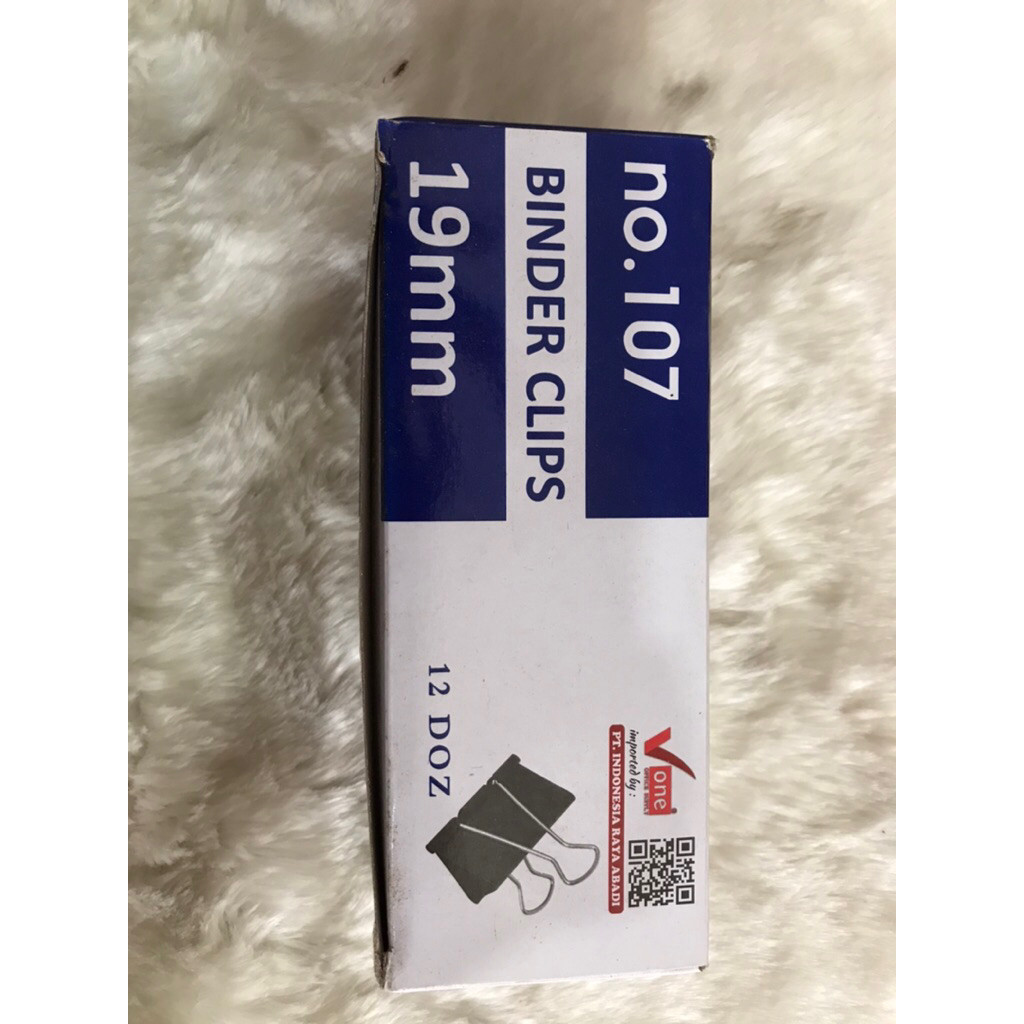 no.107
BINDER CLIPS
19mm
V one
imported by :
PT. INDONESIA RAYA ABADI
12 DOZ